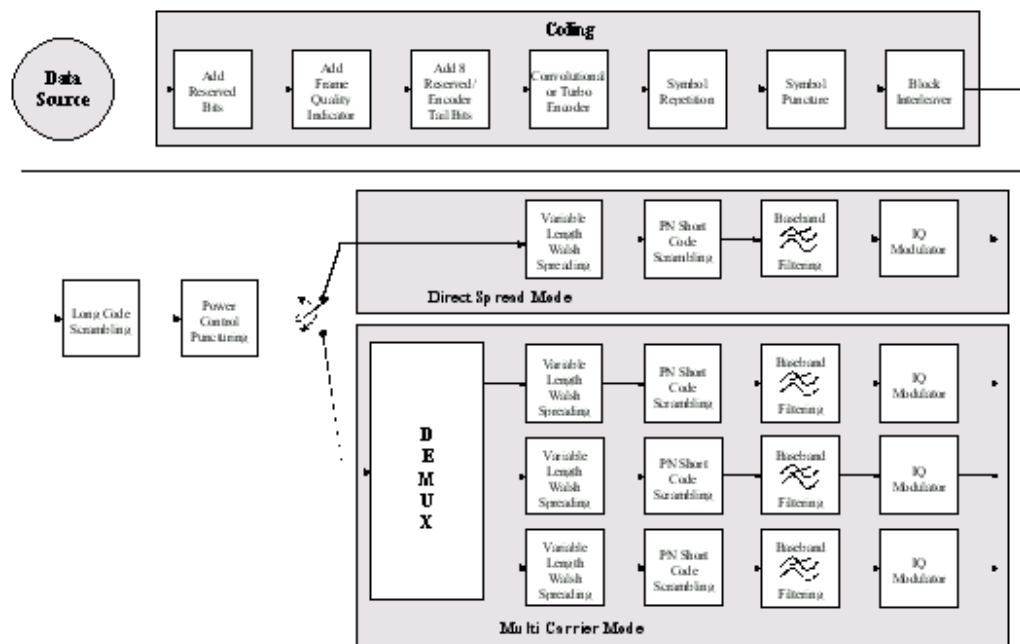 Coding
Data
Source
Add
Reserved
Bits
Add
Frame
Quality
Indicator
Add 8
Reserved/
Encoder
Tail Bits
Convolutional
or Turbo
Encoder
Symbol
Repetition
Symbol
Puncture
Block
Interleaver
Long Code
Scrambling
Power
Control
Puncturing
Variable
Length
Walsh
Spreading
PN Short
Code
Scrambling
Baseband
Filtering
IQ
Modulator
Direct Spread Mode
DEMUX
Variable
Length
Walsh
Spreading
PN Short
Code
Scrambling
Baseband
Filtering
IQ
Modulator
Variable
Length
Walsh
Spreading
PN Short
Code
Scrambling
Baseband
Filtering
IQ
Modulator
Variable
Length
Walsh
Spreading
PN Short
Code
Scrambling
Baseband
Filtering
IQ
Modulator
Multi Carrier Mode